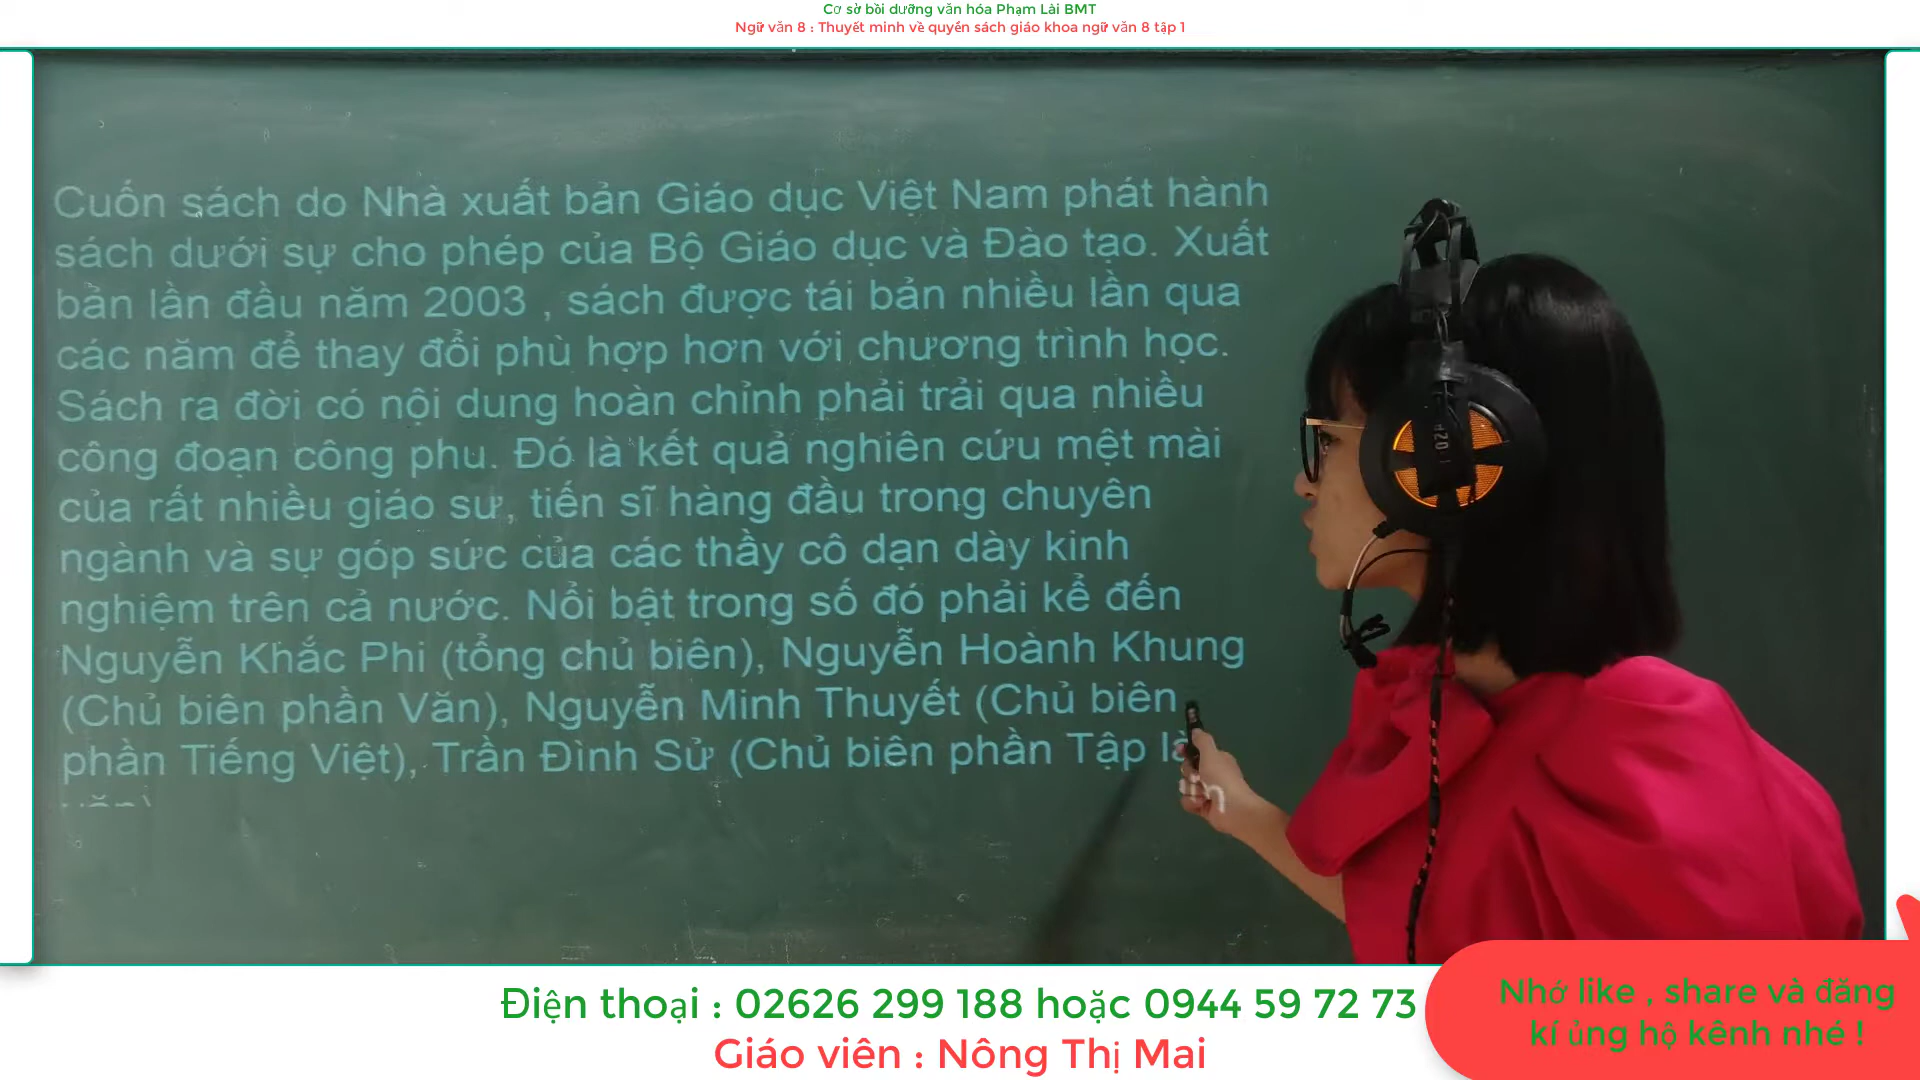 Cơ sở bồi dưỡng văn hóa Phạm Lài BMT
Ngữ văn 8 : Thuyết minh về quyển sách giáo khoa ngữ văn 8 tập 1
Cuốn sách do Nhà xuất bản Giáo dục Việt Nam phát hành
sách dưới sự cho phép của Bộ Giáo dục và Đào tạo. Xuất
bản lần đầu năm 2003 , sách được tái bản nhiều lần qua
các năm để thay đổi phù hợp hơn với chương trình học.
Sách ra đời có nội dung hoàn chỉnh phải trải qua nhiều
công đoạn công phu. Đó là kết quả nghiên cứu mệt mài
của rất nhiều giáo sư, tiến sĩ hàng đầu trong chuyên
ngành và sự góp sức của các thầy cô dạn dày kinh
nghiệm trên cả nước. Nổi bật trong số đó phải kể đến
Nguyễn Khắc Phi (tổng chủ biên), Nguyễn Hoành Khung
(Chủ biên phần Văn), Nguyễn Minh Thuyết (Chủ biên
phần Tiếng Việt), Trần Đình Sử (Chủ biên phần Tập
Điện thoại : 02626 299 188 hoặc 0944 59 72 73
Giáo viên : Nông Thị Mai
Nhớ like , share và đăng
kí ủng hộ kênh nhé !